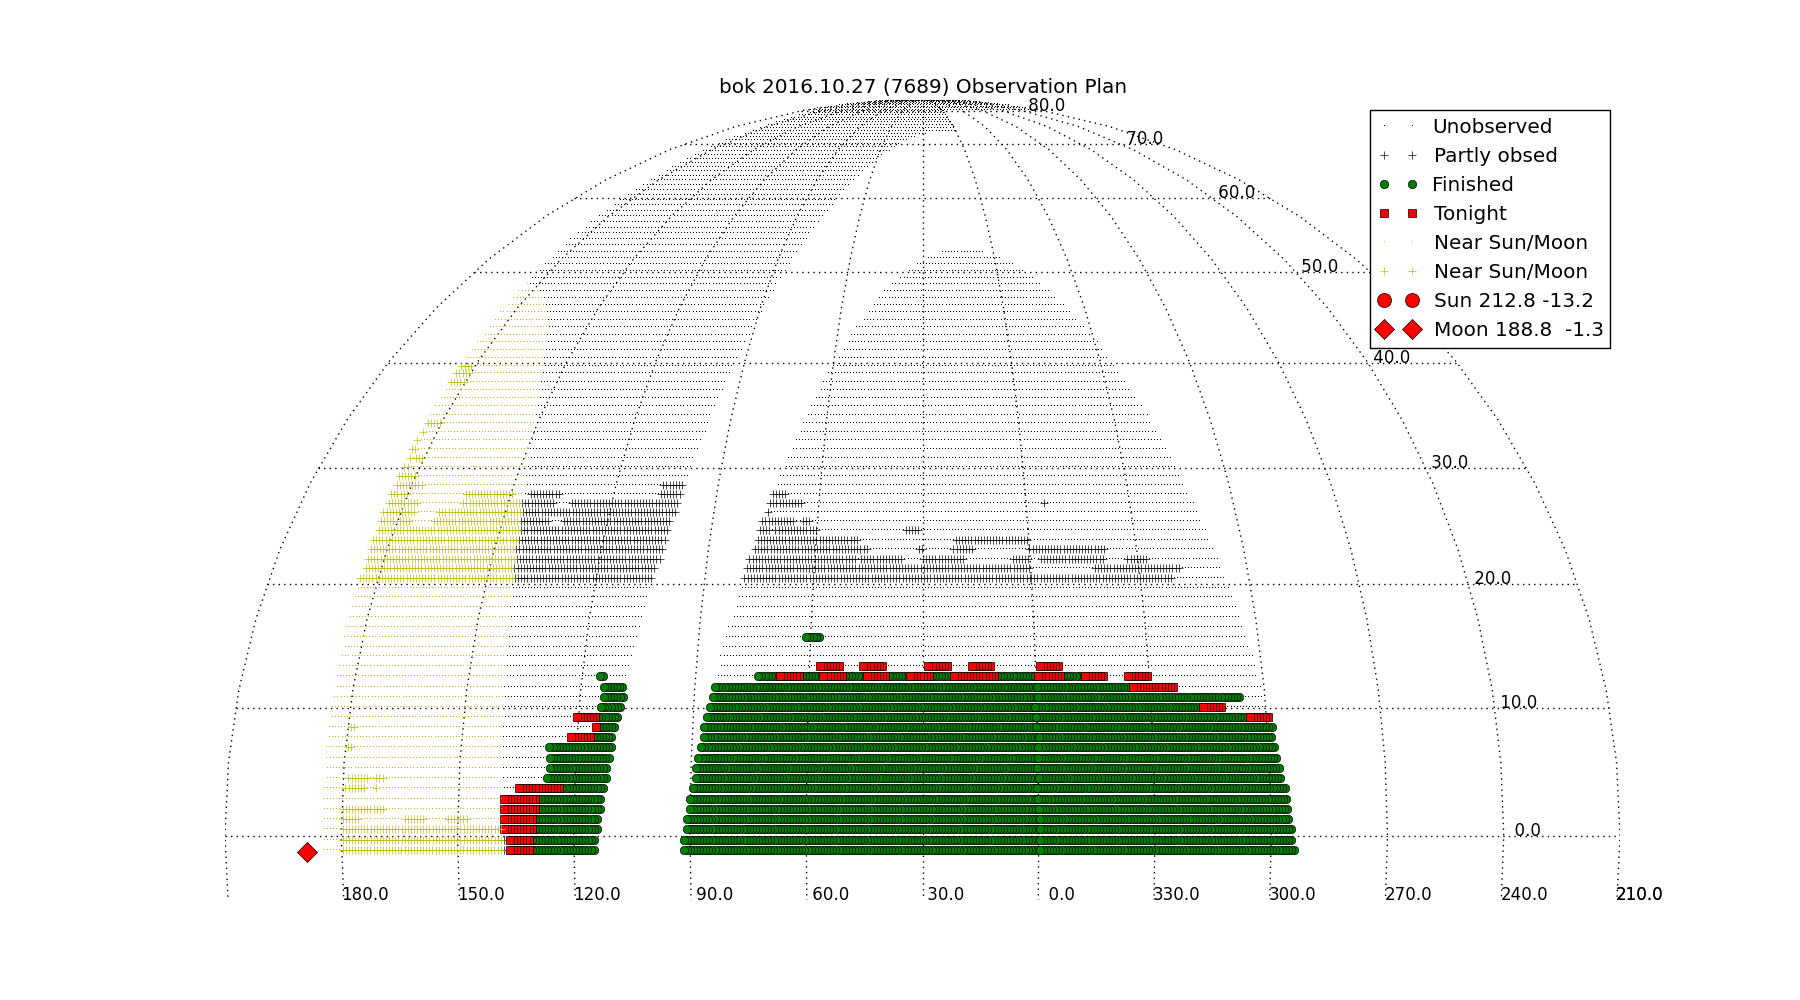 bok 2016.10.27 (7689) Observation Plan
80.0
70.0
60.0
50.0
40.0
30.0
20.0
10.0
0.0
Unobserved
Partly obsed
Finished
Tonight
Near Sun/Moon
Near Sun/Moon
Sun 212.8 -13.2
Moon 188.8 -1.3
180.0 150.0 120.0 90.0 60.0 30.0 0.0 330.0 300.0 270.0 240.0 210.0